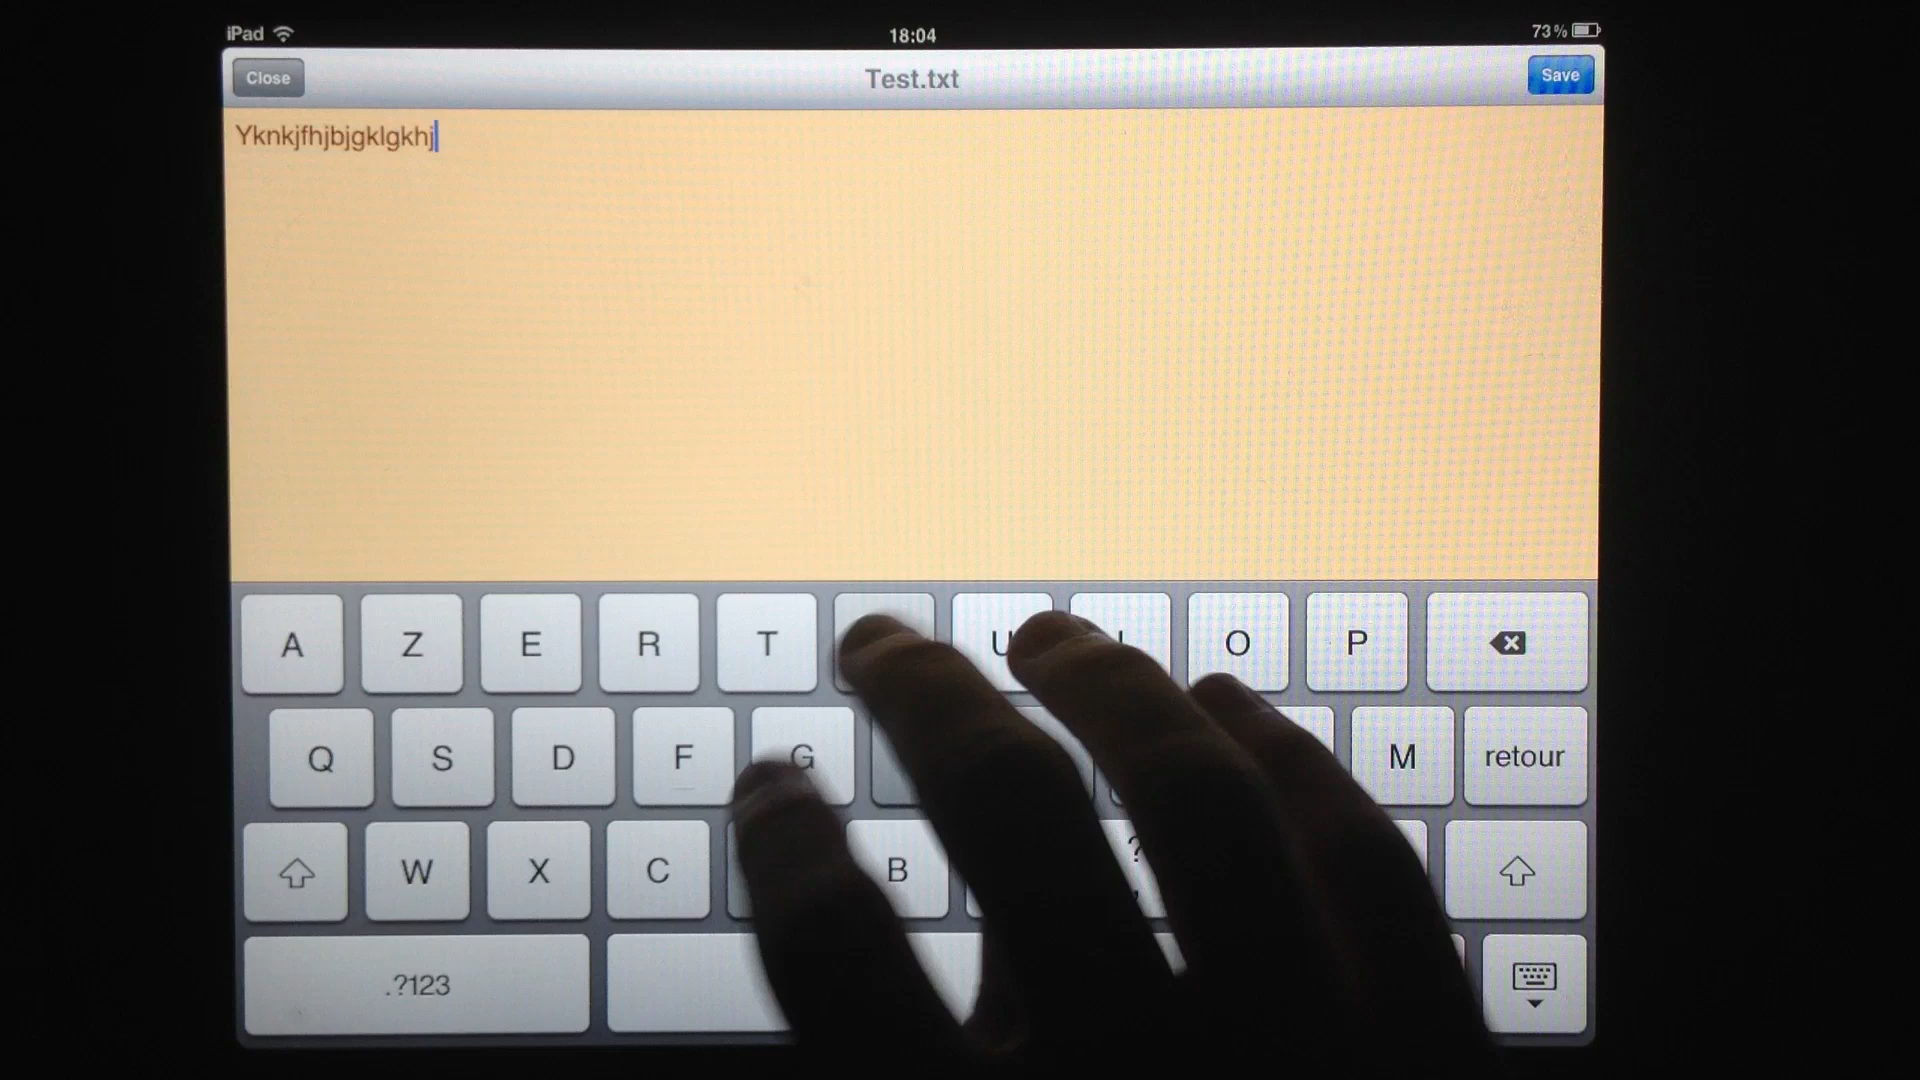 iPad 18:04 73%
Close Test.txt Save
Yknkjfhjbjgklgkhj
A Z E R T U I O P
Q S D F G M retour
W X C B ?
.?123